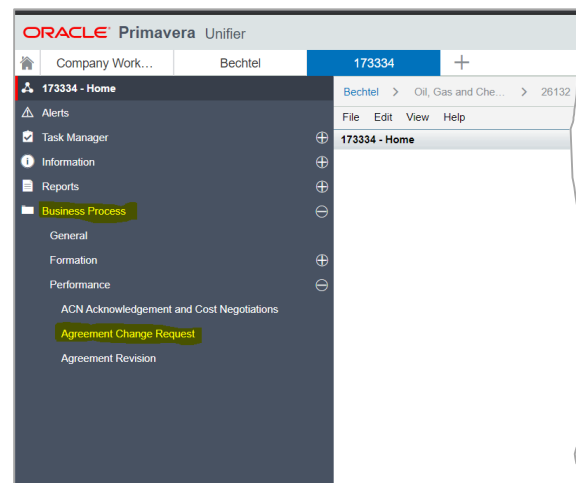 ORACLE Primavera Unifier
Company Work... Bechtel 173334
173334 - Home
Bechtel > Oil, Gas and Che... > 26132
Alerts
File Edit View Help
Task Manager
173334 - Home
Information
Reports
Business Process
General
Formation
Performance
ACN Acknowledgement and Cost Negotiations
Agreement Change Request
Agreement Revision